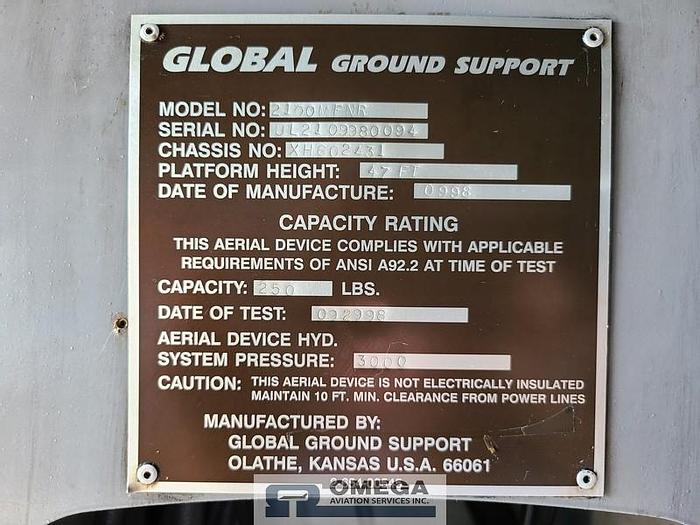 GLOBAL GROUND SUPPORT
MODEL NO: 2100MFNR
SERIAL NO: UL2109980094
CHASSIS NO: XH602431
PLATFORM HEIGHT: 47 FT
DATE OF MANUFACTURE: 0998
CAPACITY RATING
THIS AERIAL DEVICE COMPLIES WITH APPLICABLE
REQUIREMENTS OF ANSI A92.2 AT TIME OF TEST
CAPACITY: 250 LBS.
DATE OF TEST: 092998
AERIAL DEVICE HYD.
SYSTEM PRESSURE: 3000
CAUTION: THIS AERIAL DEVICE IS NOT ELECTRICALLY INSULATED
MAINTAIN 10 FT. MIN. CLEARANCE FROM POWER LINES
MANUFACTURED BY:
GLOBAL GROUND SUPPORT
OLATHE, KANSAS U.S.A. 66061
OMEGA
AVIATION SERVICES INC.